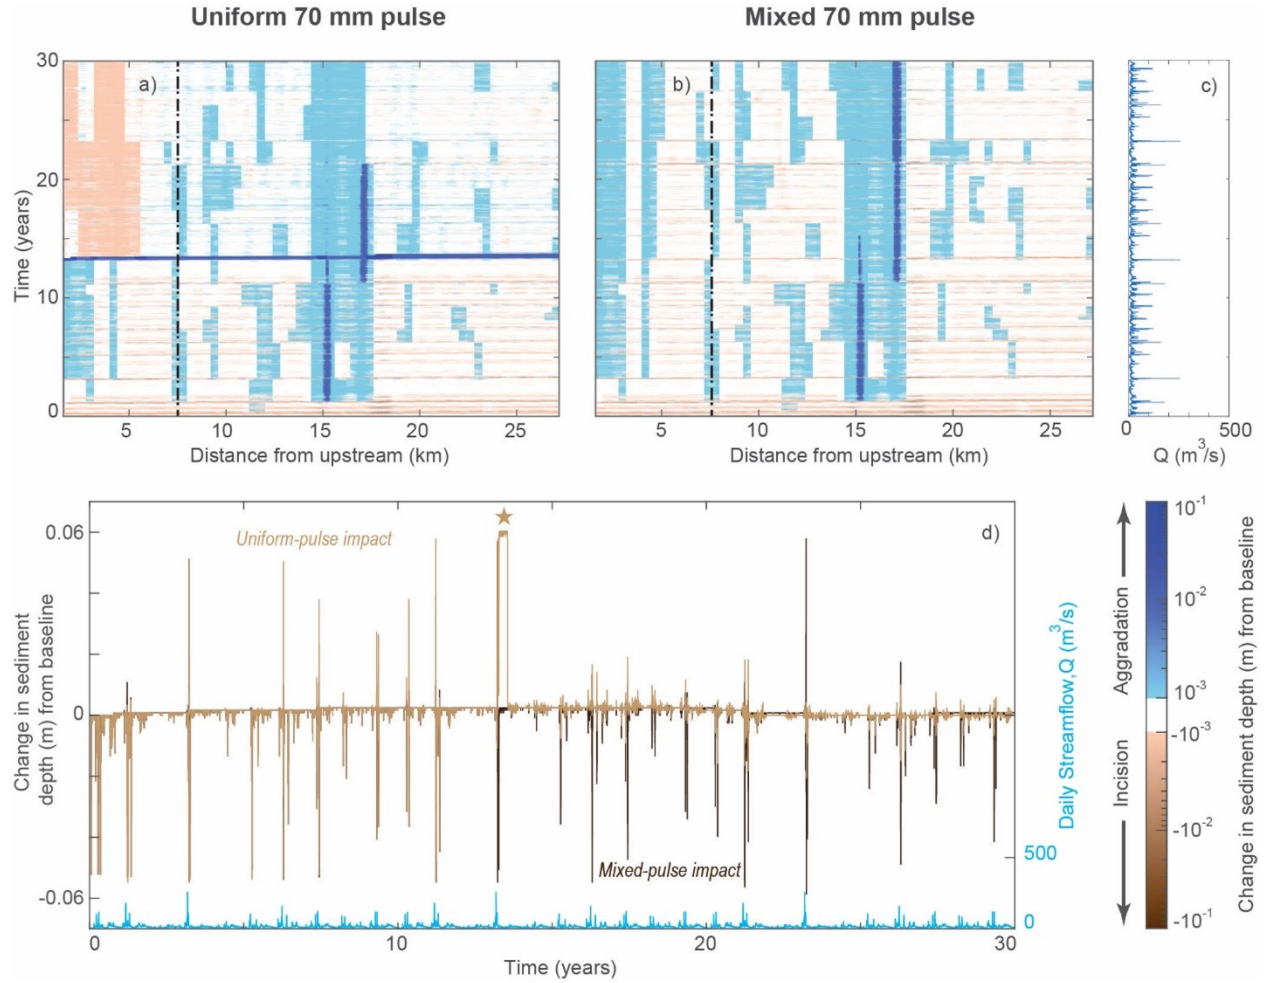 Uniform 70 mm pulse
Mixed 70 mm pulse
a)
b)
c)
30
20
10
0
Time (years)
5
10
15
20
25
Distance from upstream (km)
5
10
15
20
25
Distance from upstream (km)
0
500
Q (m³/s)
d)
Uniform-pulse impact
Mixed-pulse impact
0.06
0
-0.06
Change in sediment
depth (m) from baseline
0
10
20
30
Time (years)
500
0
Daily Streamflow,Q (m³/s)
Aggradation
Incision
10⁻¹
10⁻²
10⁻³
-10⁻³
-10⁻²
-10⁻¹
Change in sediment depth (m) from baseline